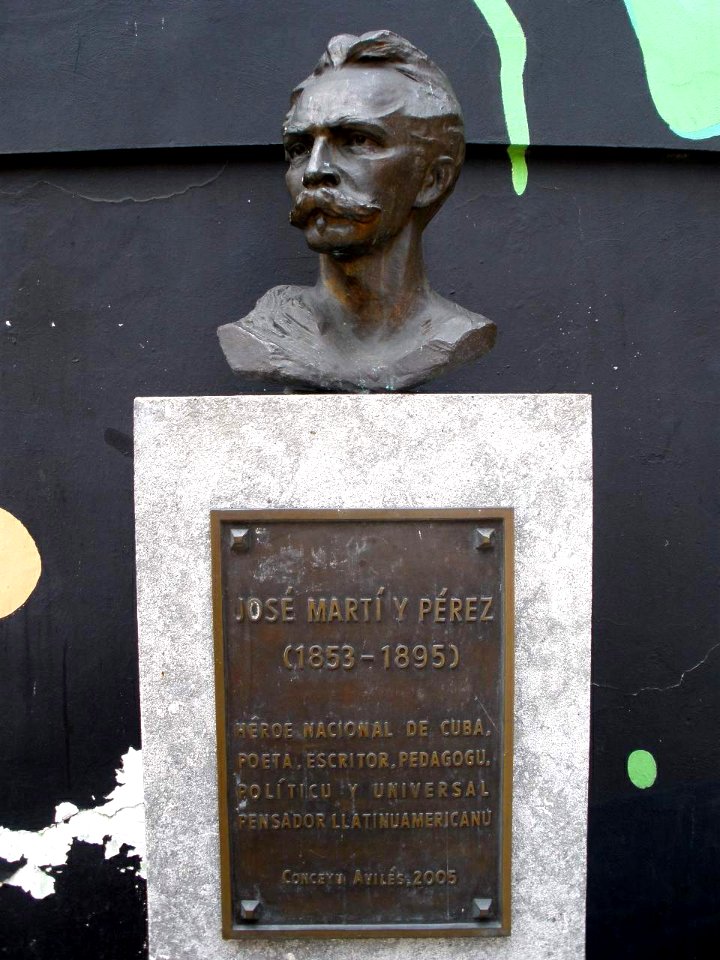 JOSÉ MARTÍ Y PÉREZ
(1853-1895)
HÉROE NACIONAL DE CUBA,
POETA, ESCRITOR, PEDAGOGU,
POLÍTICU Y UNIVERSAL
PENSADOR LLATINUAMERICANU
CONCEYU AVILÉS, 2005